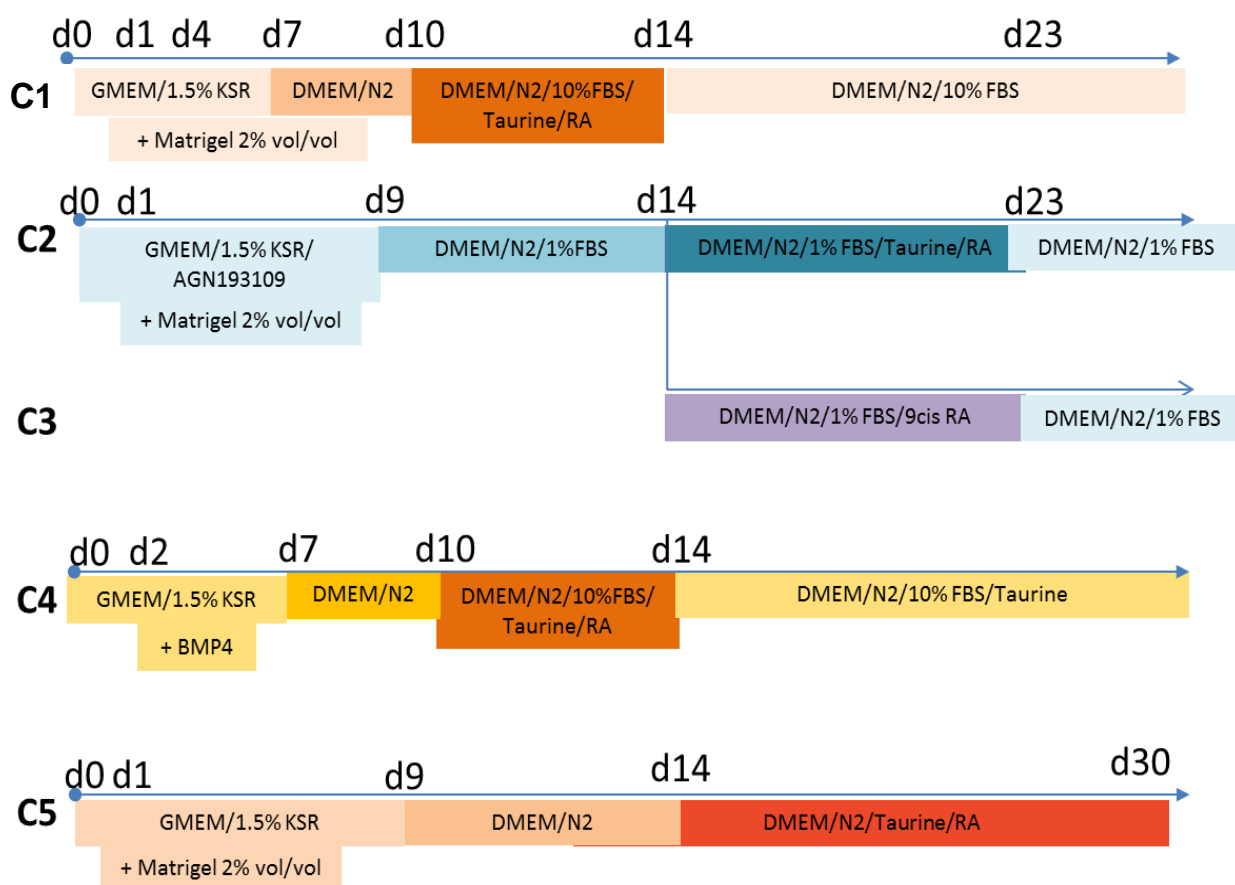 d0 d1 d4 d7 d10 d14 d23
C1
GMEM/1.5% KSR
DMEM/N2
DMEM/N2/10%FBS/
Taurine/RA
DMEM/N2/10% FBS
+ Matrigel 2% vol/vol
d0 d1 d9 d14 d23
C2
GMEM/1.5% KSR/
AGN193109
DMEM/N2/1%FBS
DMEM/N2/1% FBS/Taurine/RA
DMEM/N2/1% FBS
+ Matrigel 2% vol/vol
C3
DMEM/N2/1% FBS/9cis RA
DMEM/N2/1% FBS
d0 d2 d7 d10 d14
C4
GMEM/1.5% KSR
DMEM/N2
DMEM/N2/10%FBS/
Taurine/RA
DMEM/N2/10% FBS/Taurine
+ BMP4
d0 d1 d9 d14 d30
C5
GMEM/1.5% KSR
DMEM/N2
DMEM/N2/Taurine/RA
+ Matrigel 2% vol/vol